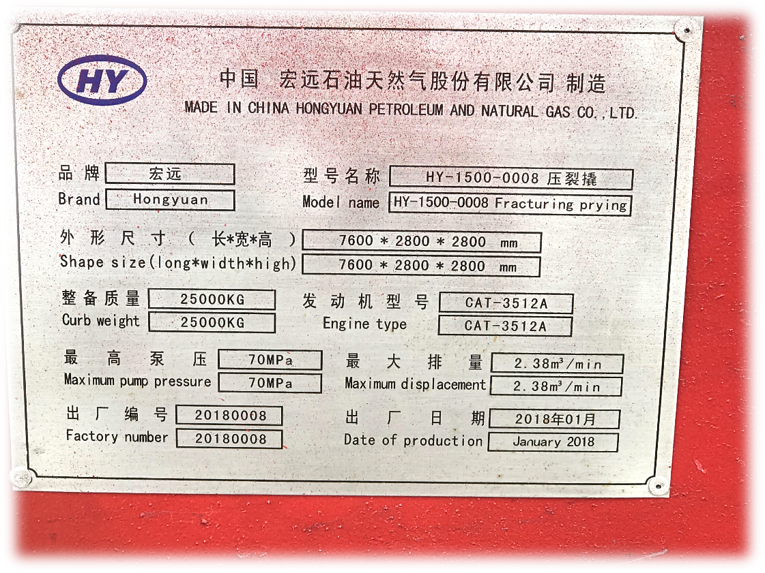 HY
中国 宏远石油天然气股份有限公司 制造
MADE IN CHINA HONGYUAN PETROLEUM AND NATURAL GAS CO.,LTD.
品牌 宏远 型号名称 HY-1500-0008 压裂撬
Brand Hongyuan Model name HY-1500-0008 Fracturing prying
外形尺寸(长*宽*高) 7600 * 2800 * 2800 mm
Shape size(long*width*high) 7600 * 2800 * 2800 mm
整备质量 25000KG 发动机型号 CAT-3512A
Curb weight 25000KG Engine type CAT-3512A
最高泵压 70MPa 最大排量 2.38m³/min
Maximum pump pressure 70MPa Maximum displacement 2.38m³/min
出厂编号 20180008 出厂日期 2018年01月
Factory number 20180008 Date of production January 2018